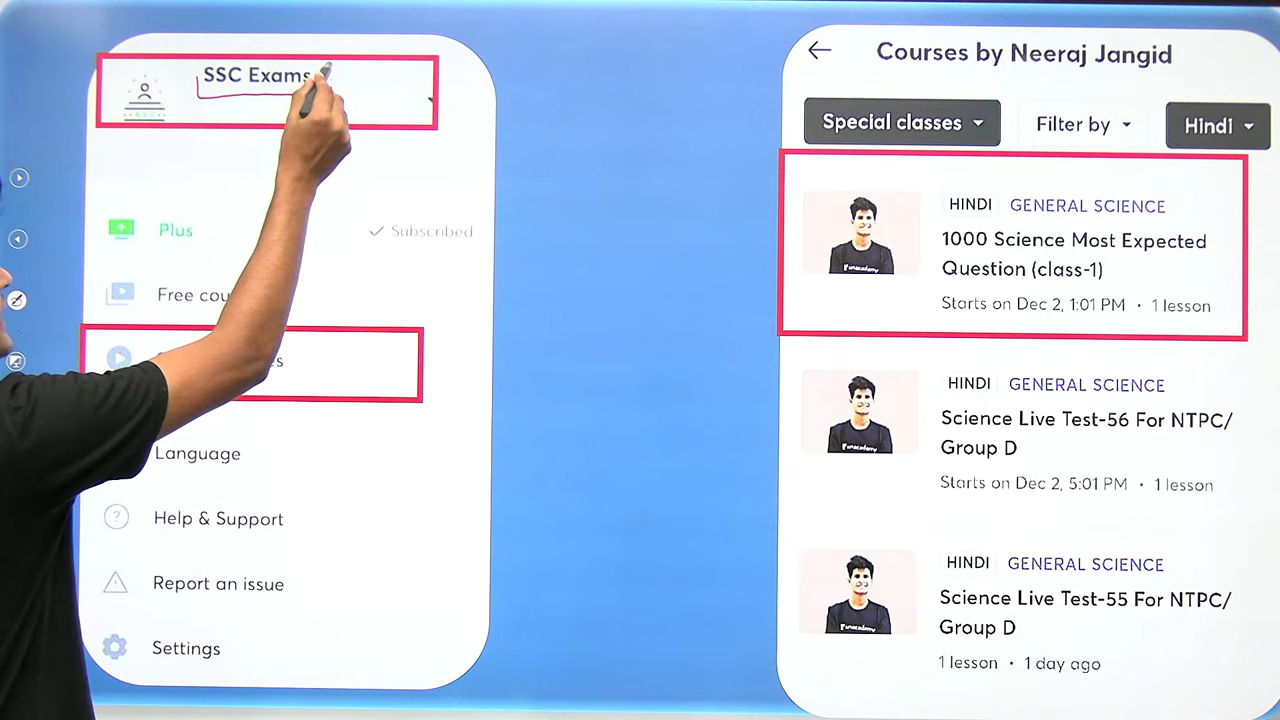 SSC Exams
Plus
Subscribed
Free cou
es
Language
Help & Support
Report an issue
Settings
Courses by Neeraj Jangid
Special classes
Filter by
Hindi
HINDI GENERAL SCIENCE
1000 Science Most Expected
Question (class-1)
Starts on Dec 2, 1:01 PM · 1 lesson
HINDI GENERAL SCIENCE
Science Live Test-56 For NTPC/
Group D
Starts on Dec 2, 5:01 PM · 1 lesson
HINDI GENERAL SCIENCE
Science Live Test-55 For NTPC/
Group D
1 lesson · 1 day ago
unacademy
unacademy
unacademy